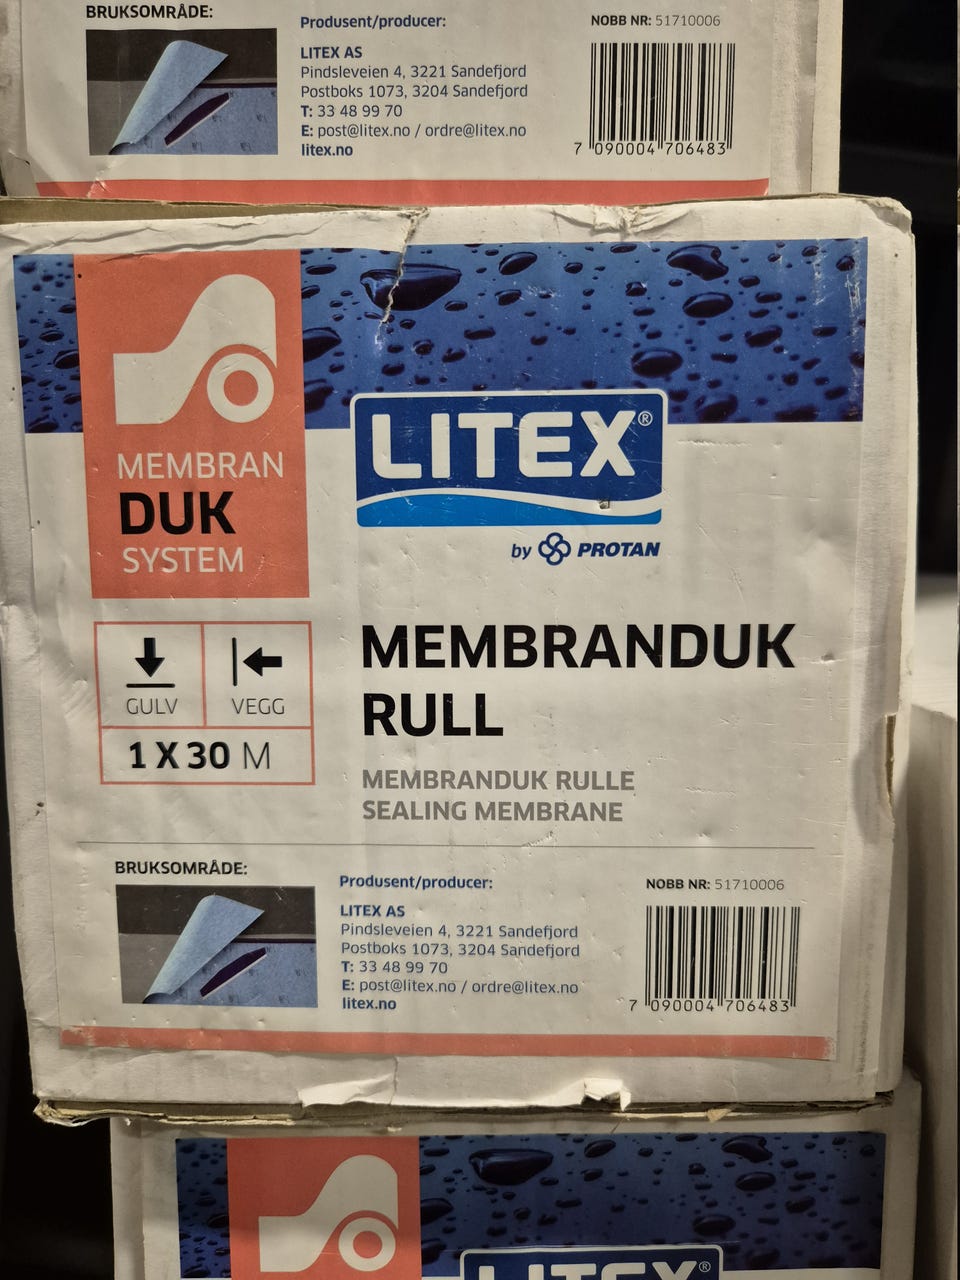 BRUKSOMRÅDE:
Produsent/producer:
LITEX AS
Pindsleveien 4, 3221 Sandefjord
Postboks 1073, 3204 Sandefjord
T: 33 48 99 70
E: post@litex.no / ordre@litex.no
litex.no
NOBB NR: 51710006
7 090004 706483
MEMBRAN
DUK
SYSTEM
LITEX®
by PROTAN
GULV
VEGG
1 X 30 M
MEMBRANDUK
RULL
MEMBRANDUK RULLE
SEALING MEMBRANE
BRUKSOMRÅDE:
Produsent/producer:
LITEX AS
Pindsleveien 4, 3221 Sandefjord
Postboks 1073, 3204 Sandefjord
T: 33 48 99 70
E: post@litex.no / ordre@litex.no
litex.no
NOBB NR: 51710006
7 090004 706483
LITEX®